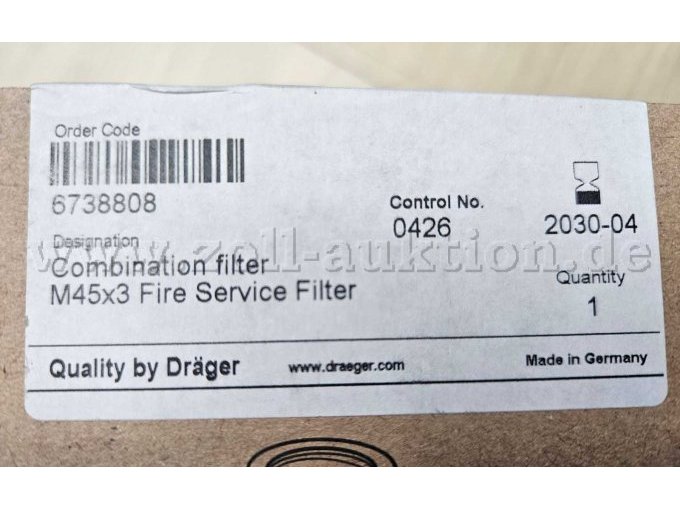 Order Code
6738808
Control No.
0426
2030-04
Designation
Combination filter
M45x3 Fire Service Filter
Quantity
1
www.zoll-auktion.de
Quality by Dräger
www.draeger.com
Made in Germany